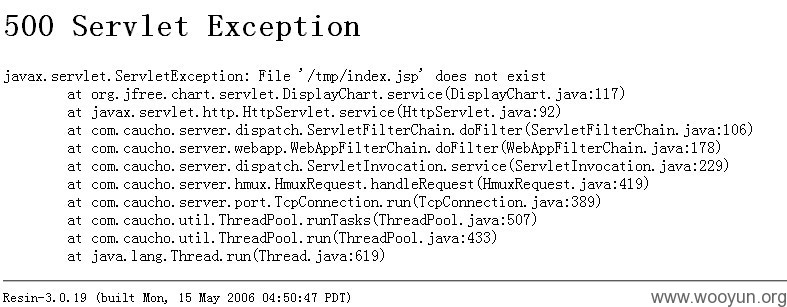 500 Servlet Exception
javax.servlet.ServletException: File '/tmp/index.jsp' does not exist
at org.jfree.chart.servlet.DisplayChart.service(DisplayChart.java:117)
at javax.servlet.http.HttpServlet.service(HttpServlet.java:92)
at com.caucho.server.dispatch.ServletFilterChain.doFilter(ServletFilterChain.java:106)
at com.caucho.server.webapp.WebAppFilterChain.doFilter(WebAppFilterChain.java:178)
at com.caucho.server.dispatch.ServletInvocation.service(ServletInvocation.java:229)
at com.caucho.server.hmux.HmuxRequest.handleRequest(HmuxRequest.java:419)
at com.caucho.server.port.TcpConnection.run(TcpConnection.java:389)
at com.caucho.util.ThreadPool.runTasks(ThreadPool.java:507)
at com.caucho.util.ThreadPool.run(ThreadPool.java:433)
at java.lang.Thread.run(Thread.java:619)
Resin-3.0.19 (built Mon, 15 May 2006 04:50:47 PDT)
www.wooyun.org